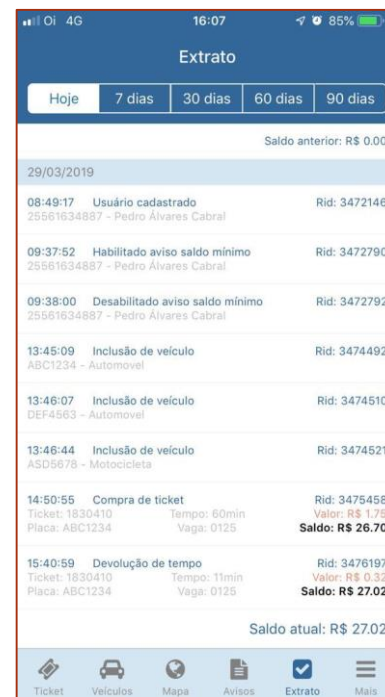 Oi 4G 16:07 85%
Extrato
Hoje 7 dias 30 dias 60 dias 90 dias
Saldo anterior: R$ 0.00
29/03/2019
08:49:17 Usuário cadastrado Rid: 3472146
25561634887 - Pedro Álvares Cabral
09:37:52 Habilitado aviso saldo mínimo Rid: 3472790
25561634887 - Pedro Álvares Cabral
09:38:00 Desabilitado aviso saldo mínimo Rid: 3472792
25561634887 - Pedro Álvares Cabral
13:45:09 Inclusão de veículo Rid: 3474492
ABC1234 - Automovel
13:46:07 Inclusão de veículo Rid: 3474510
DEF4563 - Automovel
13:46:44 Inclusão de veículo Rid: 3474521
ASD5678 - Motocicleta
14:50:55 Compra de ticket Rid: 3475458
Ticket: 1830410 Tempo: 60min Valor: R$ 1.75
Placa: ABC1234 Vaga: 0125 Saldo: R$ 26.70
15:40:59 Devolução de tempo Rid: 3476197
Ticket: 1830410 Tempo: 11min Valor: R$ 0.32
Placa: ABC1234 Vaga: 0125 Saldo: R$ 27.02
Saldo atual: R$ 27.02
Ticket Veículos Mapa Avisos Extrato Mais